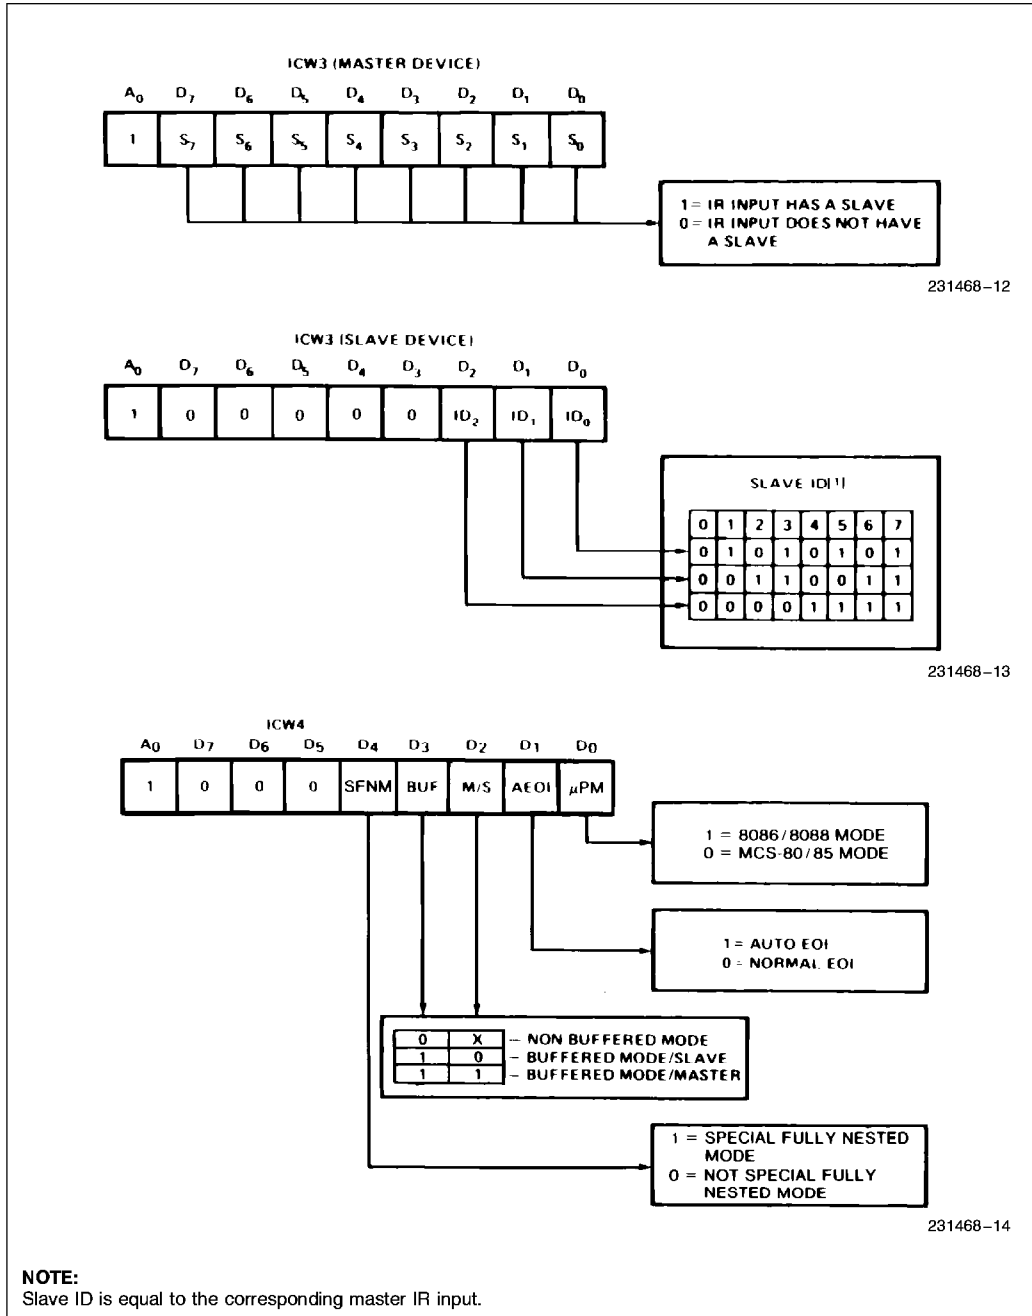 ICW3 (MASTER DEVICE)
A0 D7 D6 D5 D4 D3 D2 D1 D0
1 S7 S6 S5 S4 S3 S2 S1 S0
1 = IR INPUT HAS A SLAVE
0 = IR INPUT DOES NOT HAVE
A SLAVE
231468–12
ICW3 (SLAVE DEVICE)
A0 D7 D6 D5 D4 D3 D2 D1 D0
1 0 0 0 0 0 ID2 ID1 ID0
SLAVE ID[1]
0 1 2 3 4 5 6 7
0 1 0 1 0 1 0 1
0 0 1 1 0 0 1 1
0 0 0 0 1 1 1 1
231468–13
ICW4
A0 D7 D6 D5 D4 D3 D2 D1 D0
1 0 0 0 SFNM BUF M/S AEOI µPM
1 = 8086/8088 MODE
0 = MCS-80/85 MODE
1 = AUTO EOI
0 = NORMAL EOI
0 X – NON BUFFERED MODE
1 0 – BUFFERED MODE/SLAVE
1 1 – BUFFERED MODE/MASTER
1 = SPECIAL FULLY NESTED
MODE
0 = NOT SPECIAL FULLY
NESTED MODE
231468–14
NOTE:
Slave ID is equal to the corresponding master IR input.